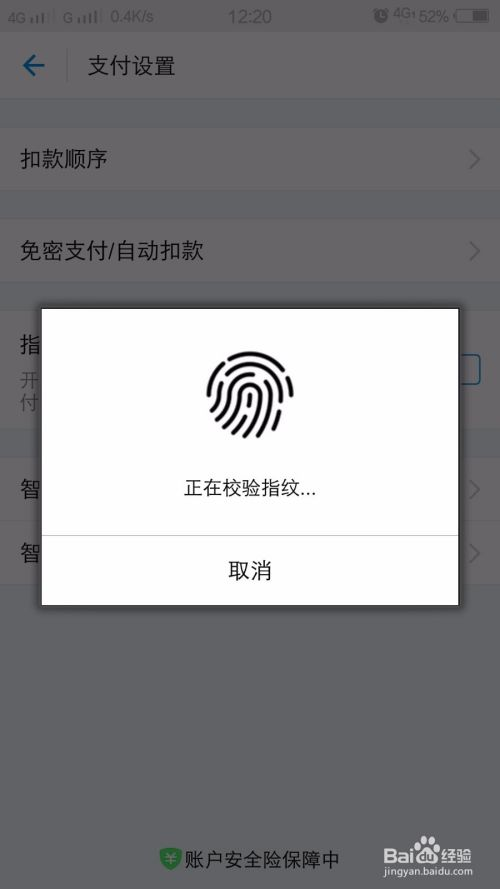 4G G 0.4K/s 12:20 4G 52%
支付设置
扣款顺序
免密支付/自动扣款
指
开
付
正在校验指纹...
智
智
取消
账户安全险保障中
Baidu经验
jingyan.baidu.com